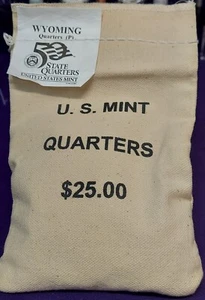 WYOMING
Quarters (P)
50
STATE
QUARTERS
UNITED STATES MINT
U. S. MINT
QUARTERS
$25.00